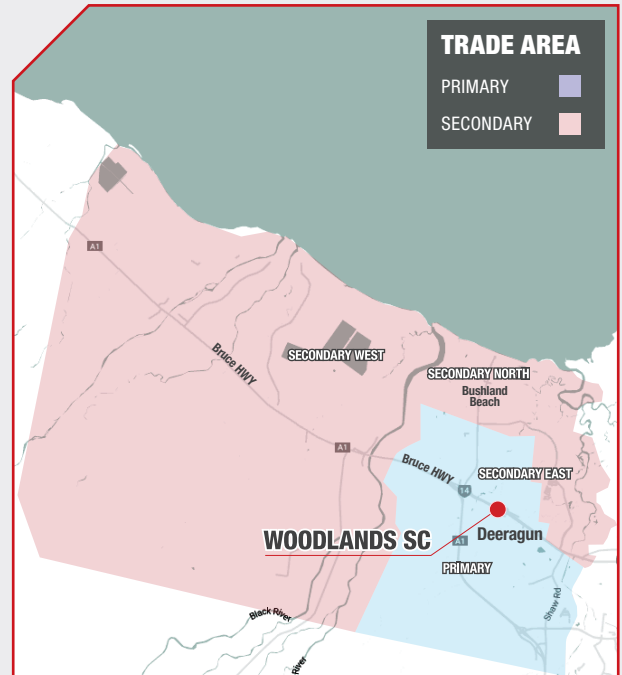 TRADE AREA
PRIMARY
SECONDARY
A1
Bruce HWY
SECONDARY WEST
SECONDARY NORTH
Bushland
Beach
A1
Bruce HWY
SECONDARY EAST
14
WOODLANDS SC
A1
Deeragun
PRIMARY
Shaw Rd
Black River
River